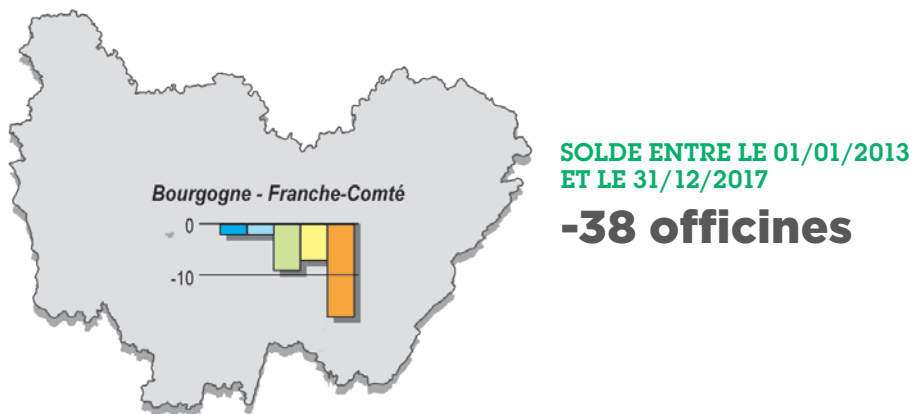 SOLDE ENTRE LE 01/01/2013
ET LE 31/12/2017
-38 officines
Bourgogne - Franche-Comté
0
-10